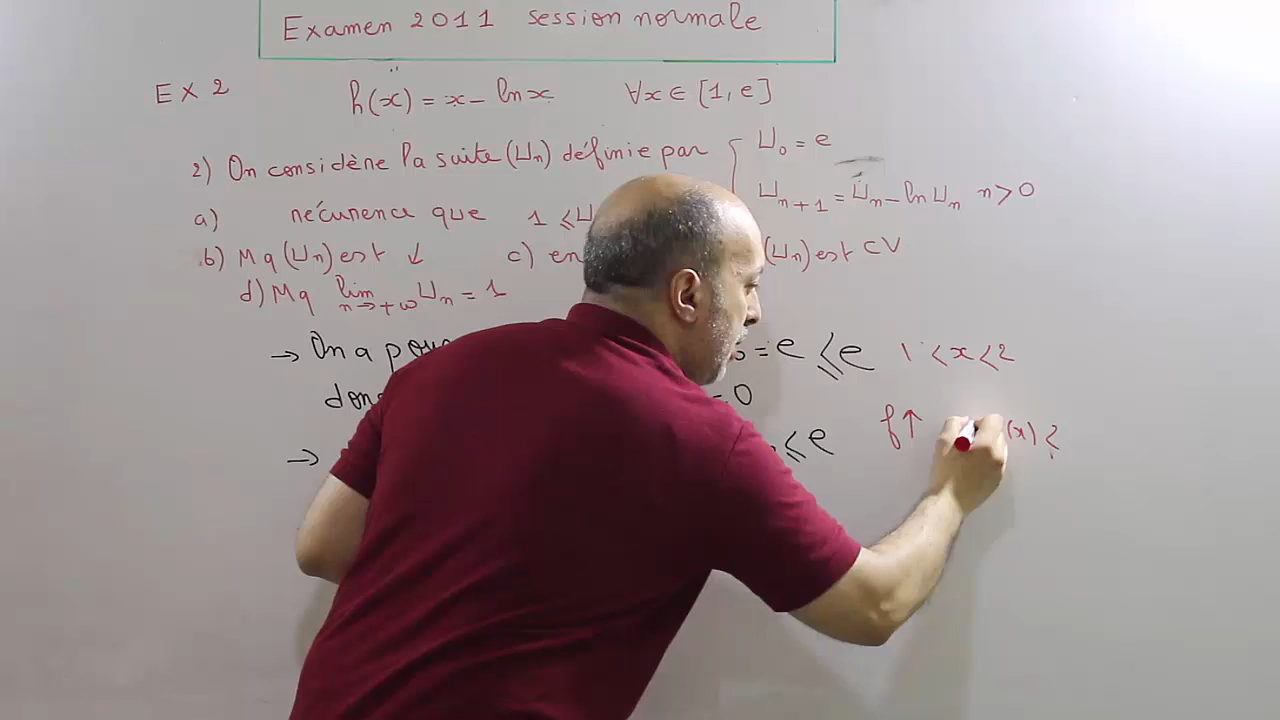 Examen 2011 session normale
EX 2 h(x) = x - ln x ∀x ∈ [1, e]
2) On considère la suite (Un) définie par { U0 = e
Un+1 = Un - ln Un n > 0
a) récurence que 1 ≤ U
b) Mq (Un) est ↓ c) en (Un) est CV
d) Mq lim n→+∞ Un = 1
→ On a pou = e ≤ e 1 < x < 2
don 0
f↑ (x) <
→ ≤ e